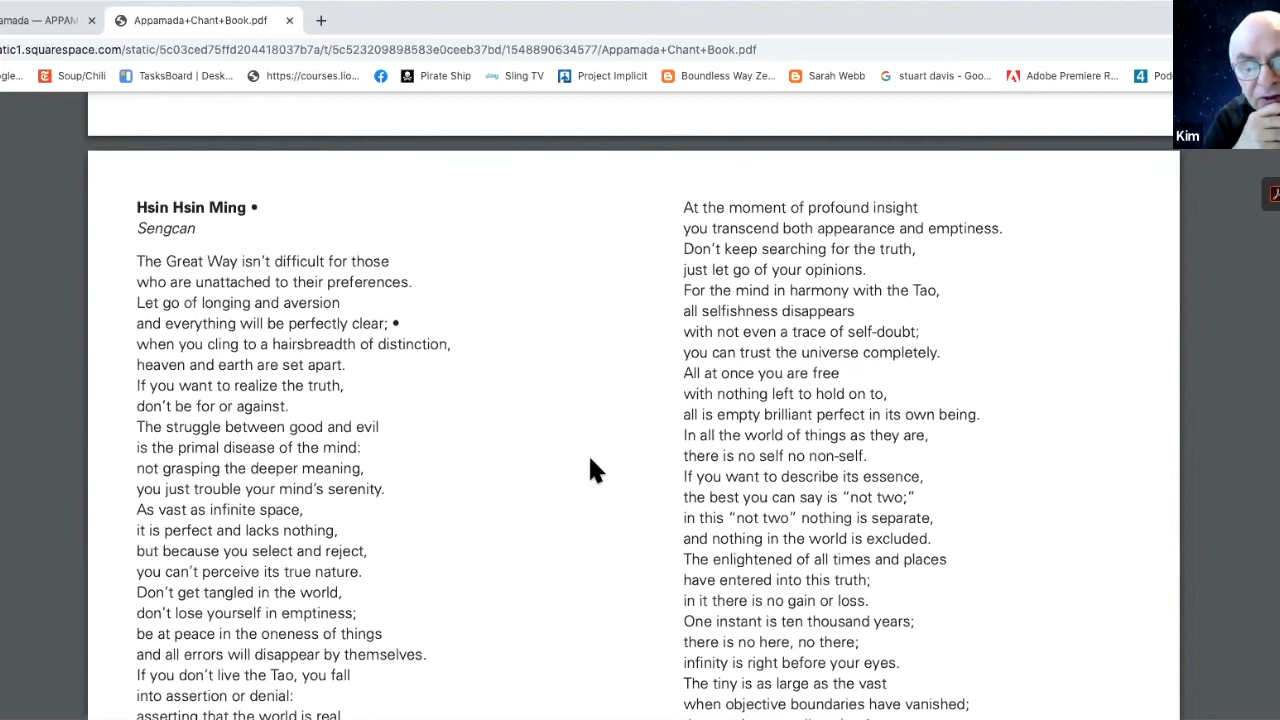 amada — APPAM
Appamada+Chant+Book.pdf
atic1.squarespace.com/static/5c03ced75ffd204418037b7a/t/5c523209898583e0ceeb37bd/1548890634577/Appamada+Chant+Book.pdf
gle...
Soup/Chili
TasksBoard | Desk...
https://courses.lio...
Pirate Ship
sling
Sling TV
Project Implicit
Boundless Way Ze...
Sarah Webb
stuart davis - Goo...
Adobe Premiere R...
4
Pod
Kim
Hsin Hsin Ming •
Sengcan
The Great Way isn’t difficult for those
who are unattached to their preferences.
Let go of longing and aversion
and everything will be perfectly clear; •
when you cling to a hairsbreadth of distinction,
heaven and earth are set apart.
If you want to realize the truth,
don’t be for or against.
The struggle between good and evil
is the primal disease of the mind:
not grasping the deeper meaning,
you just trouble your mind’s serenity.
As vast as infinite space,
it is perfect and lacks nothing,
but because you select and reject,
you can’t perceive its true nature.
Don’t get tangled in the world,
don’t lose yourself in emptiness;
be at peace in the oneness of things
and all errors will disappear by themselves.
If you don’t live the Tao, you fall
into assertion or denial:
asserting that the world is real
At the moment of profound insight
you transcend both appearance and emptiness.
Don’t keep searching for the truth,
just let go of your opinions.
For the mind in harmony with the Tao,
all selfishness disappears
with not even a trace of self-doubt;
you can trust the universe completely.
All at once you are free
with nothing left to hold on to,
all is empty brilliant perfect in its own being.
In all the world of things as they are,
there is no self no non-self.
If you want to describe its essence,
the best you can say is “not two;”
in this “not two” nothing is separate,
and nothing in the world is excluded.
The enlightened of all times and places
have entered into this truth;
in it there is no gain or loss.
One instant is ten thousand years;
there is no here, no there;
infinity is right before your eyes.
The tiny is as large as the vast
when objective boundaries have vanished;